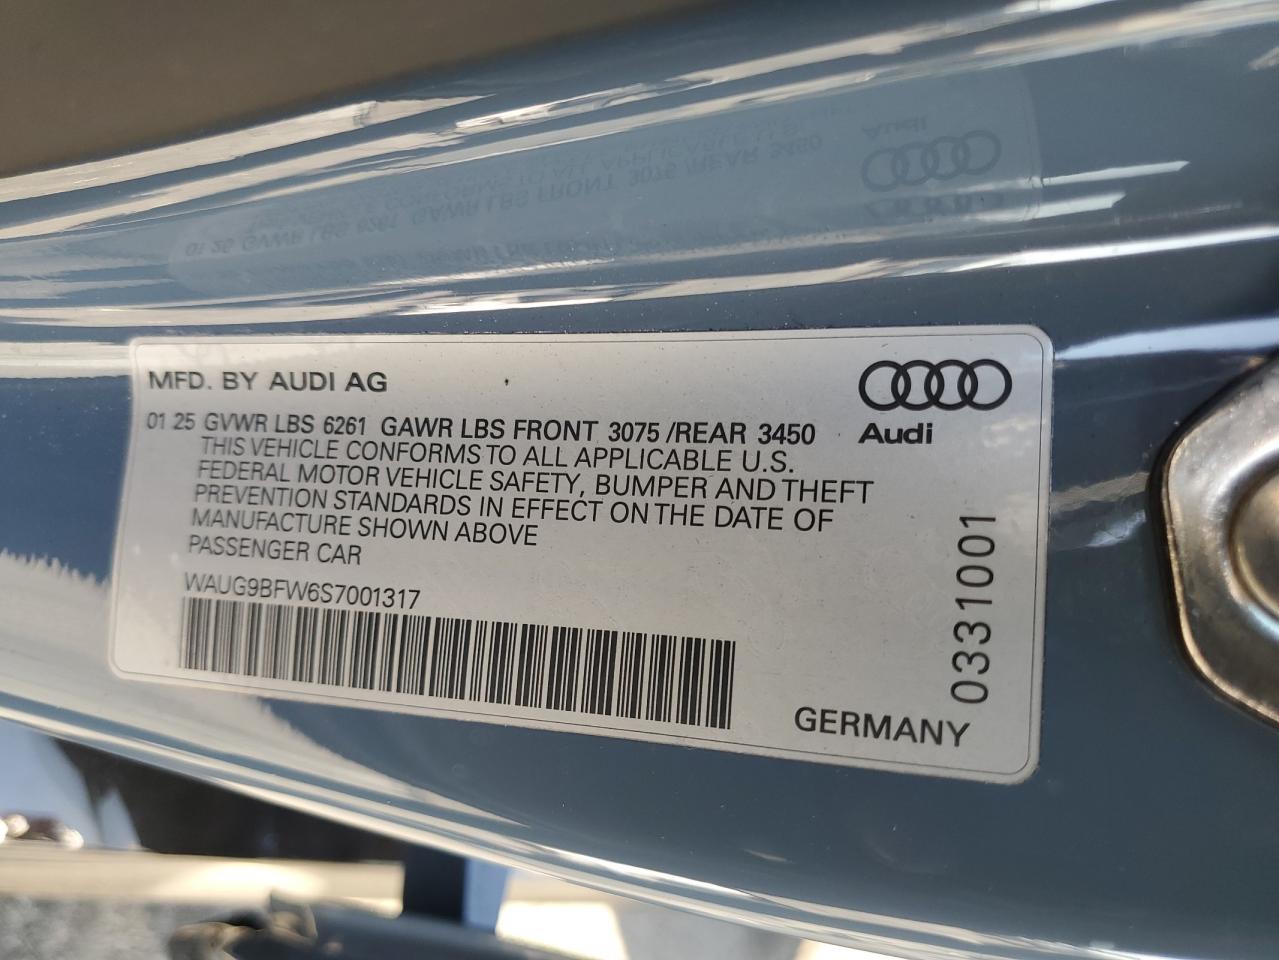 MFD. BY AUDI AG
01 25 GVWR LBS 6261 GAWR LBS FRONT 3075 /REAR 3450
Audi
THIS VEHICLE CONFORMS TO ALL APPLICABLE U.S.
FEDERAL MOTOR VEHICLE SAFETY, BUMPER AND THEFT
PREVENTION STANDARDS IN EFFECT ON THE DATE OF
MANUFACTURE SHOWN ABOVE
PASSENGER CAR
WAUG9BFW6S7001317
0331001
GERMANY